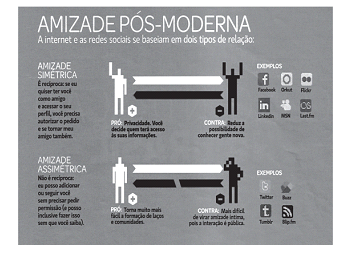 AMIZADE PÓS-MODERNA
A internet e as redes sociais se baseiam em dois tipos de relação:
AMIZADE
SIMÉTRICA
É recíproca: se eu
quiser ter você
como amigo
e acessar o seu
perfil, você precisa
autorizar o pedido
e se tornar meu
amigo também.
PRÓ: Privacidade. Você
decide quem terá acesso
às suas informações.
CONTRA: Reduz a
possibilidade de
conhecer gente nova.
EXEMPLOS
Facebook Orkut Flickr
Linkedin MSN Last.fm
AMIZADE
ASSIMÉTRICA
Não é recíproca:
eu posso adicionar
ou seguir você
sem precisar pedir
permissão (e posso
inclusive fazer isso
sem que você saiba).
PRÓ: Torna muito mais
fácil a formação de laços
e comunidades.
CONTRA: Mais difícil
de virar amizade íntima,
pois a interação é pública.
EXEMPLOS
Twitter Buzz
Tumblr Blip.fm